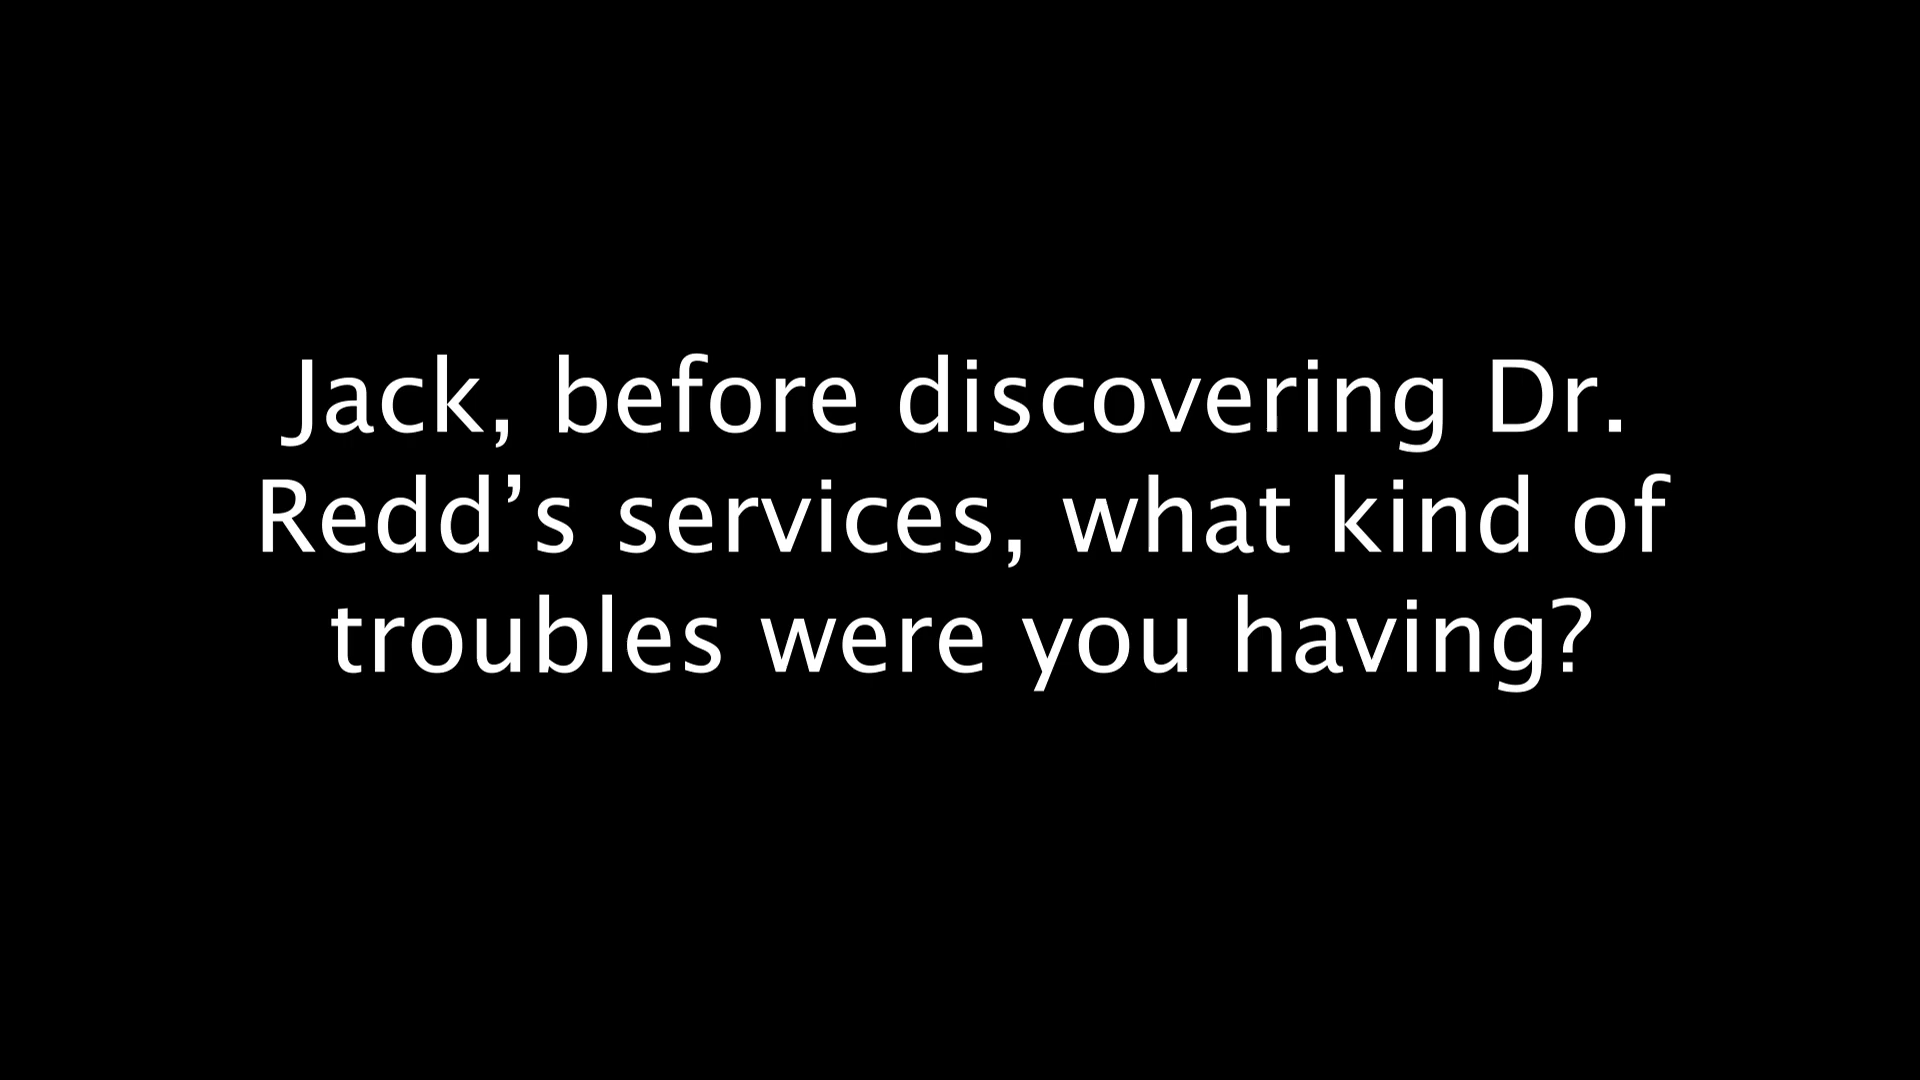 Jack, before discovering Dr.
Redd’s services, what kind of
troubles were you having?